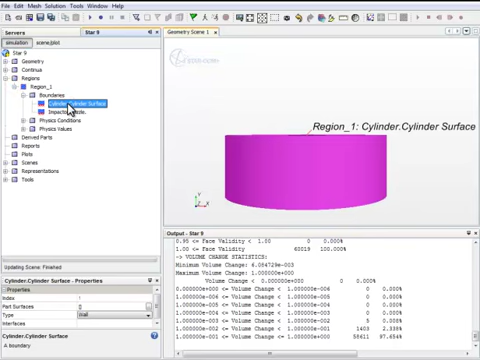 File Edit Mesh Solution Tools Window Help
Servers
Star 9
simulation scene/plot
Star 9
Geometry
Continua
Regions
Region_1
Boundaries
Cylinder.Cylinder Surface
Physics Conditions
Physics Values
Derived Parts
Reports
Plots
Scenes
Representations
Tools
Updating Scene: Finished
Cylinder.Cylinder Surface - Properties
Properties
Index 1
Part Surfaces []
Type Wall
Interfaces
Cylinder.Cylinder Surface
A boundary
Geometry Scene 1
Region_1: Cylinder.Cylinder Surface
Y
Z X
Output - Star 9
0.95 <= Face Validity < 1.00 0 0.000%
1.00 <= Face Validity 60019 100.000%
-> VOLUME CHANGE STATISTICS:
Minimum Volume Change: 6.084729e-003
Maximum Volume Change: 1.000000e+000
Volume Change < 0.000000e+000 0 0.000%
0.000000e+000 <= Volume Change < 1.000000e-006 0 0.000%
1.000000e-006 <= Volume Change < 1.000000e-005 0 0.000%
1.000000e-005 <= Volume Change < 1.000000e-004 0 0.000%
1.000000e-004 <= Volume Change < 1.000000e-003 0 0.000%
1.000000e-003 <= Volume Change < 1.000000e-002 5 0.008%
1.000000e-002 <= Volume Change < 1.000000e-001 1403 2.338%
1.000000e-001 <= Volume Change <= 1.000000e+000 58611 97.654%